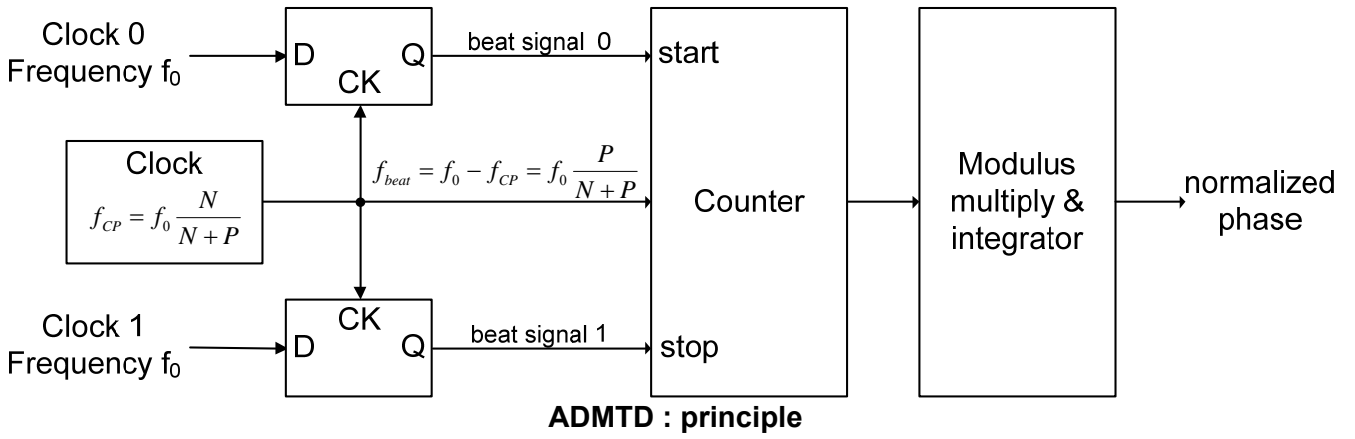 Clock 0
Frequency f₀
D
Q
CK
beat signal 0
start
Clock
f_CP = f₀ N / (N + P)
f_beat = f₀ − f_CP = f₀ P / (N + P)
Counter
Modulus
multiply &
integrator
normalized
phase
Clock 1
Frequency f₀
CK
D
Q
beat signal 1
stop
ADMTD : principle